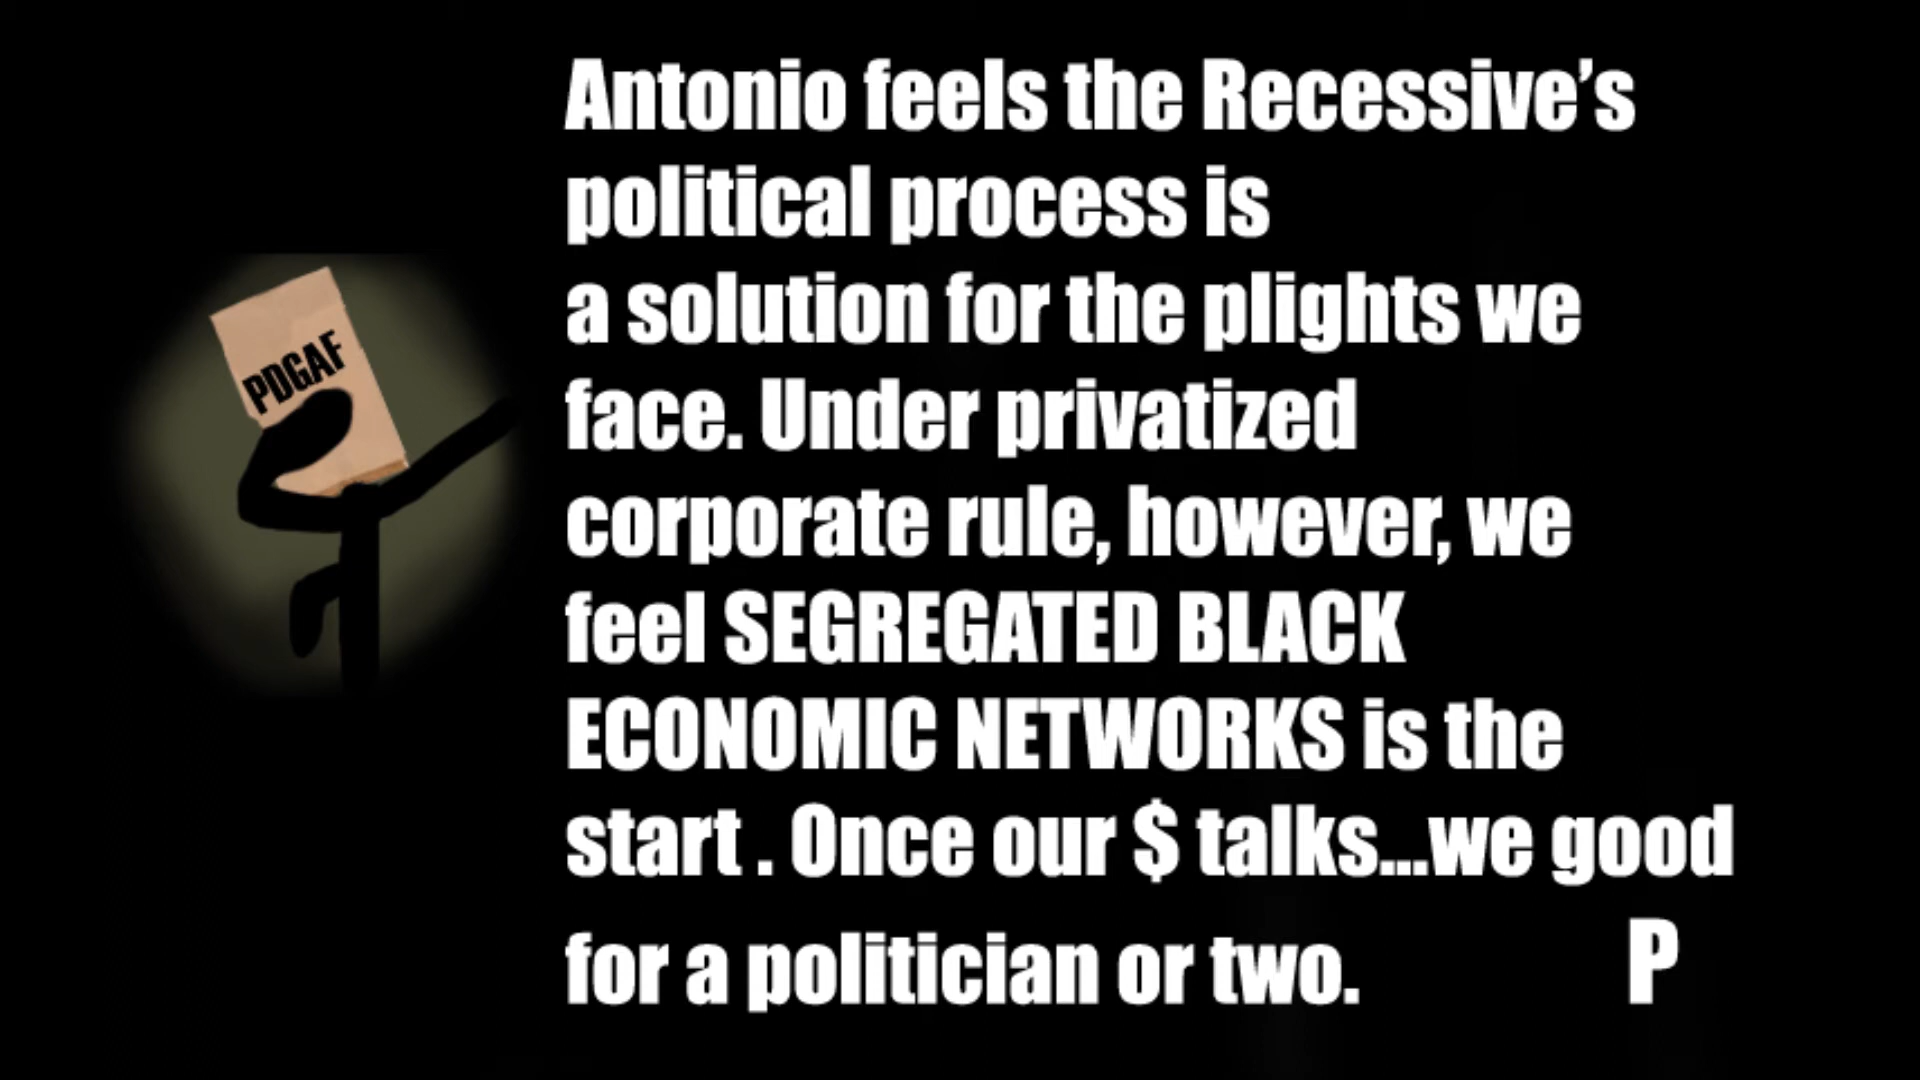 PDGAF
Antonio feels the Recessive’s
political process is
a solution for the plights we
face. Under privatized
corporate rule, however, we
feel SEGREGATED BLACK
ECONOMIC NETWORKS is the
start . Once our $ talks...we good
for a politician or two.
P